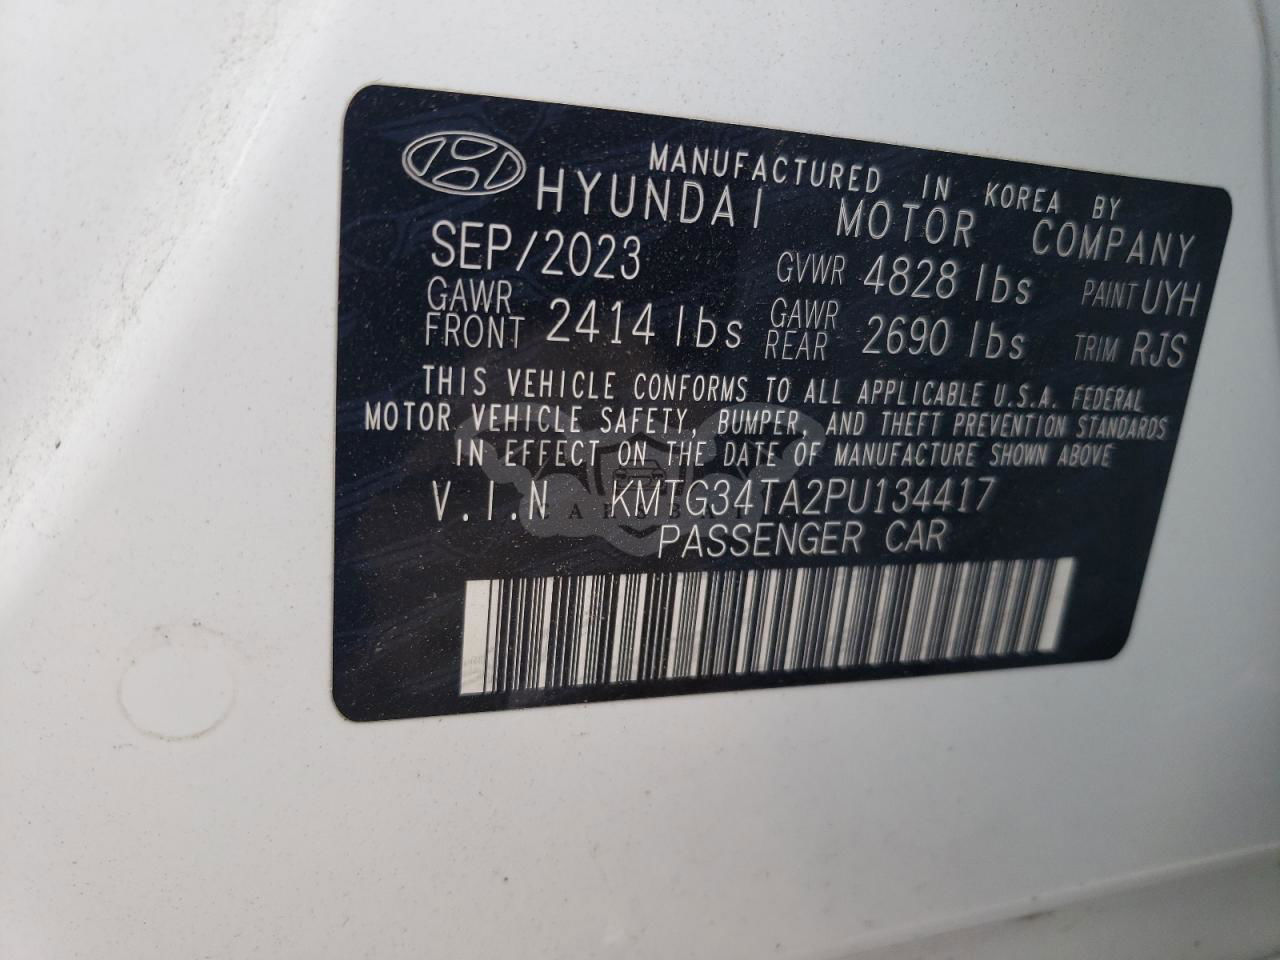 MANUFACTURED IN KOREA BY
HYUNDAI MOTOR COMPANY
SEP/2023 GVWR 4828 lbs PAINT UYH
GAWR FRONT 2414 lbs GAWR REAR 2690 lbs TRIM RJS
THIS VEHICLE CONFORMS TO ALL APPLICABLE U.S.A. FEDERAL
MOTOR VEHICLE SAFETY, BUMPER, AND THEFT PREVENTION STANDARDS
IN EFFECT ON THE DATE OF MANUFACTURE SHOWN ABOVE
V.I.N KMTG34TA2PU134417
PASSENGER CAR